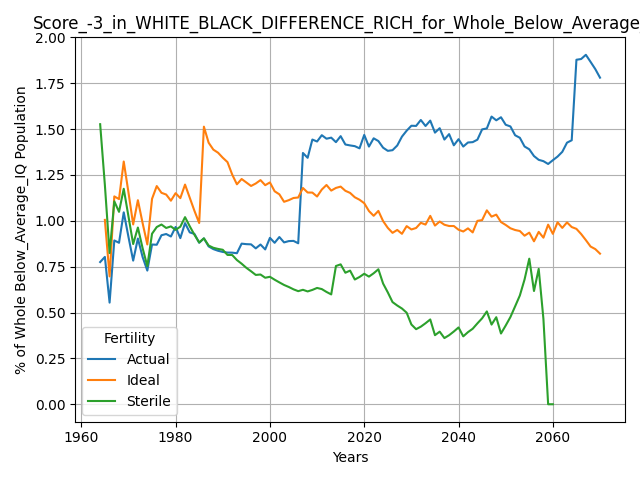 Score_-3_in_WHITE_BLACK_DIFFERENCE_RICH_for_Whole_Below_Average
2.00
1.75
1.50
1.25
1.00
0.75
0.50
0.25
0.00
% of Whole Below_Average_IQ Population
Fertility
Actual
Ideal
Sterile
1960
1980
2000
2020
2040
2060
Years